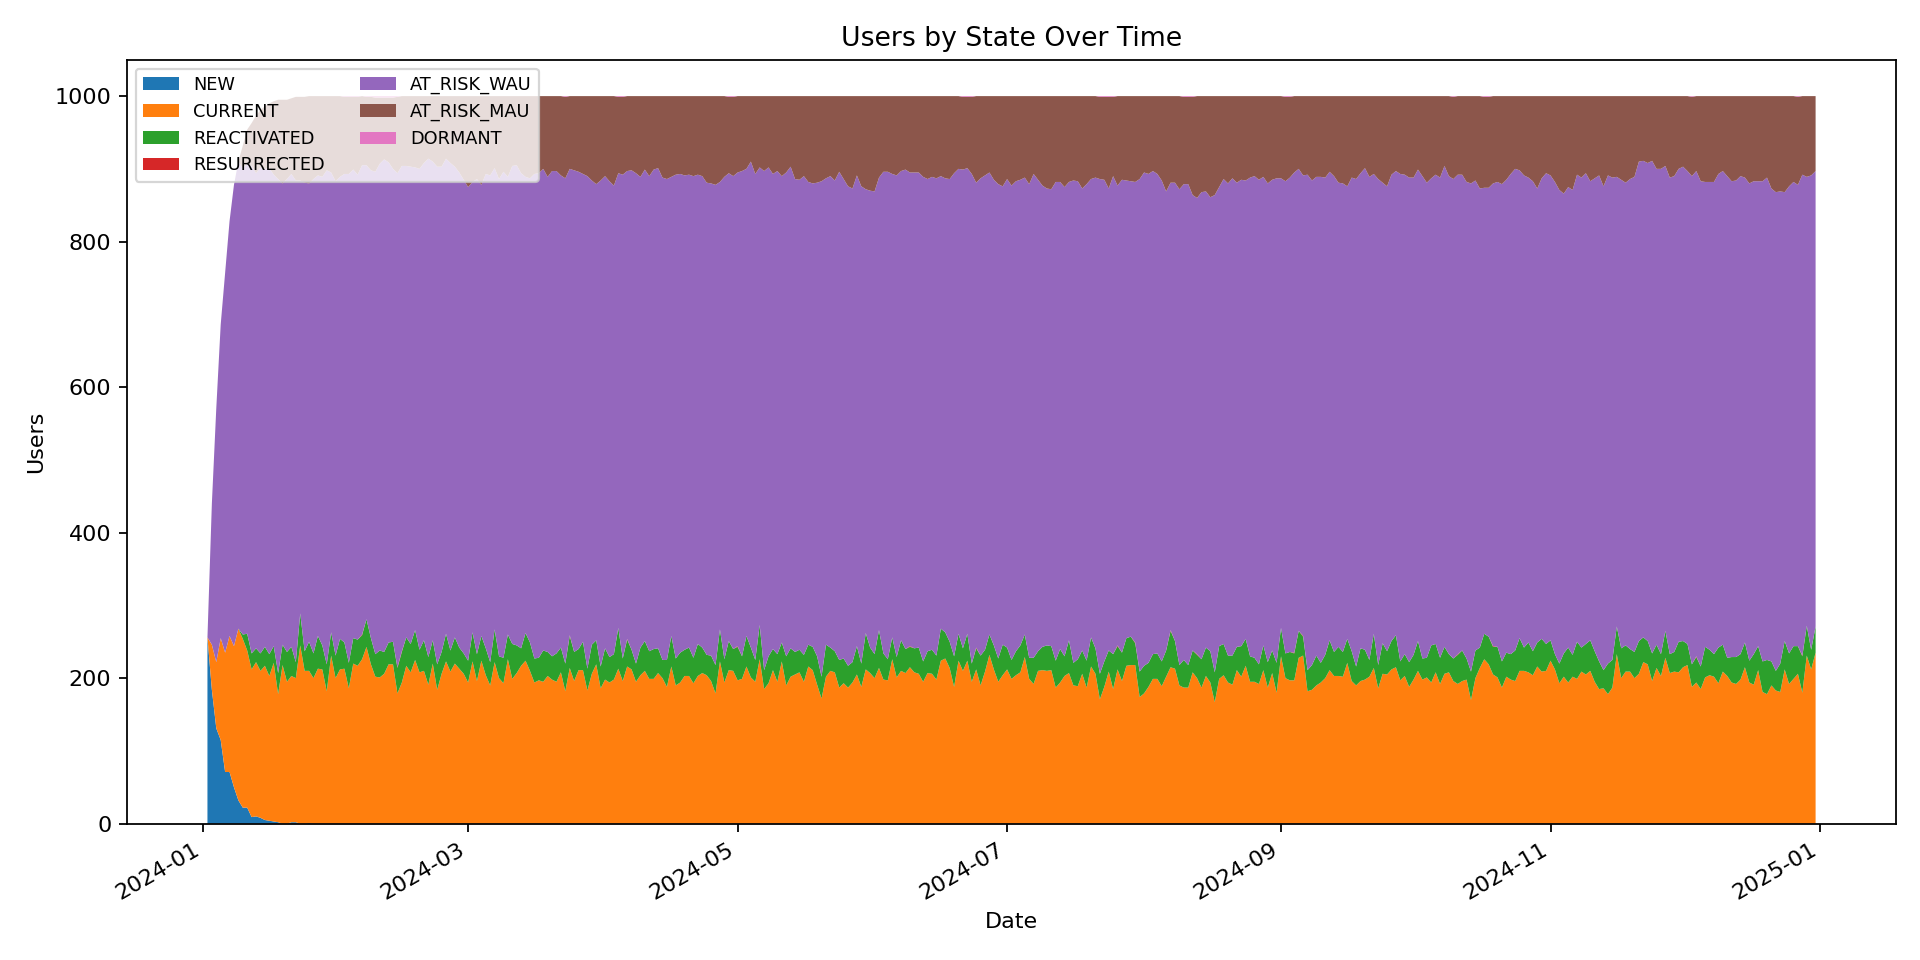 Users by State Over Time
NEW
CURRENT
REACTIVATED
RESURRECTED
AT_RISK_WAU
AT_RISK_MAU
DORMANT
1000
800
600
400
200
0
Users
2024-01
2024-03
2024-05
2024-07
2024-09
2024-11
2025-01
Date